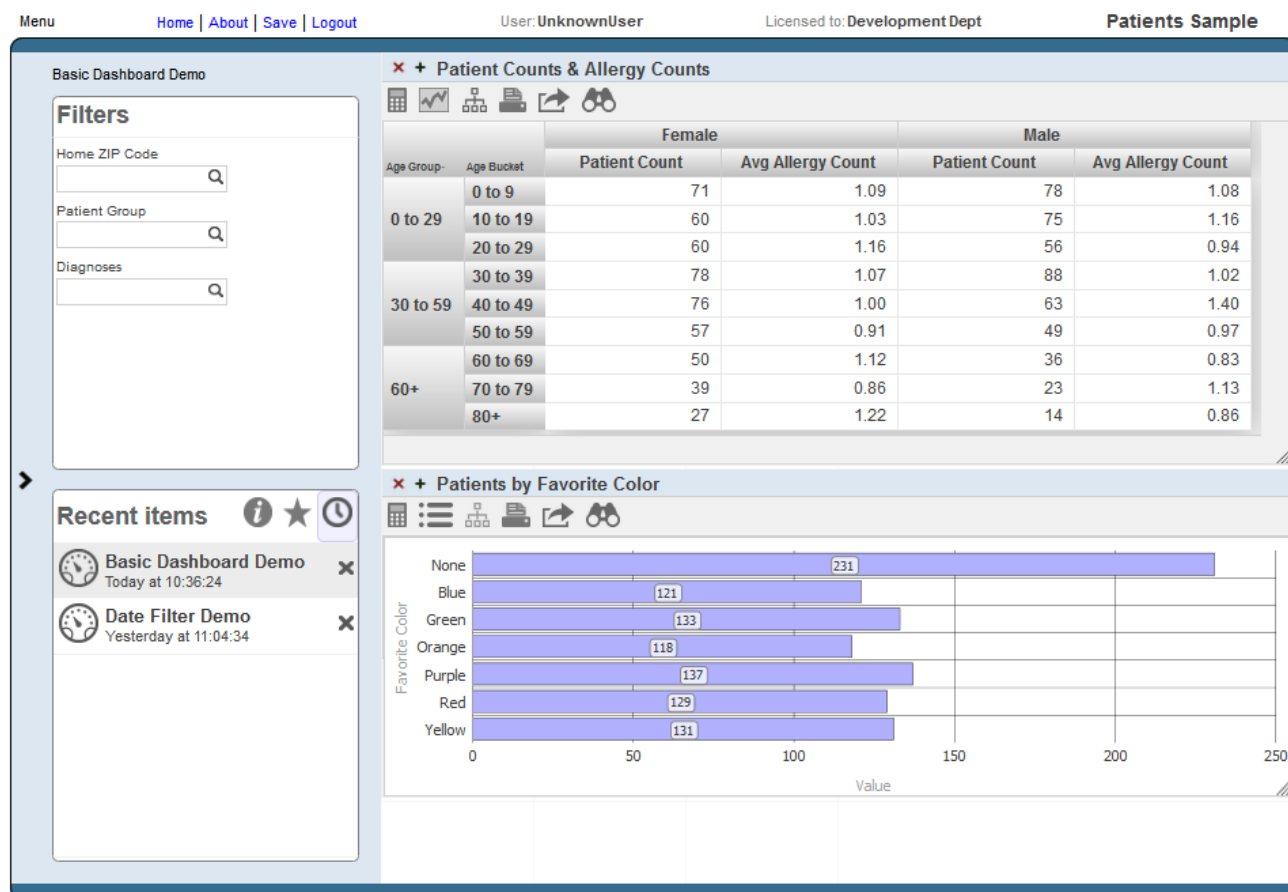 Menu Home | About | Save | Logout User: UnknownUser Licensed to: Development Dept Patients Sample
Basic Dashboard Demo
Filters
Home ZIP Code
Patient Group
Diagnoses
Recent items
Basic Dashboard Demo
Today at 10:36:24
Date Filter Demo
Yesterday at 11:04:34
Patient Counts & Allergy Counts
Female Male
Age Group- Age Bucket Patient Count Avg Allergy Count Patient Count Avg Allergy Count
0 to 29 0 to 9 71 1.09 78 1.08
10 to 19 60 1.03 75 1.16
20 to 29 60 1.16 56 0.94
30 to 59 30 to 39 78 1.07 88 1.02
40 to 49 76 1.00 63 1.40
50 to 59 57 0.91 49 0.97
60+ 60 to 69 50 1.12 36 0.83
70 to 79 39 0.86 23 1.13
80+ 27 1.22 14 0.86
Patients by Favorite Color
Favorite Color
None 231
Blue 121
Green 133
Orange 118
Purple 137
Red 129
Yellow 131
0 50 100 150 200 250
Value